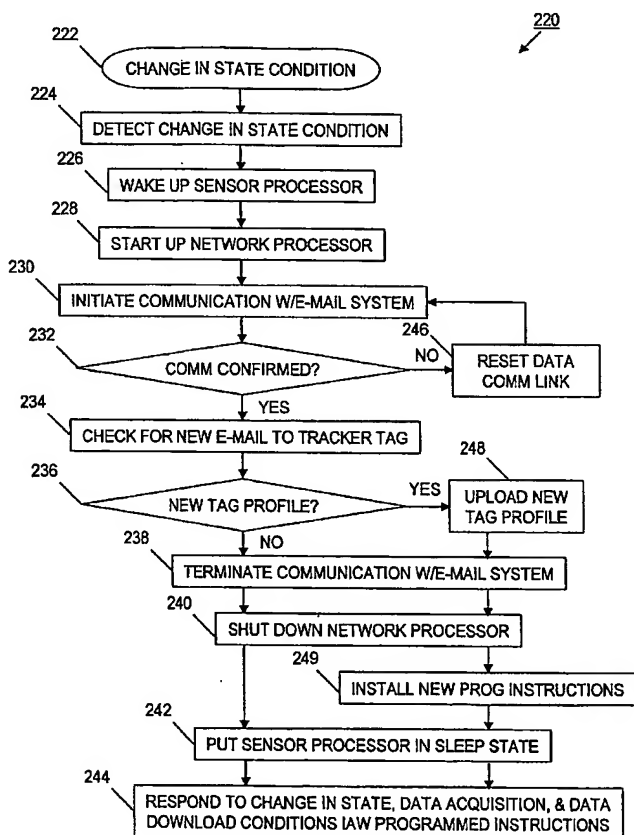 220
222
CHANGE IN STATE CONDITION
224
DETECT CHANGE IN STATE CONDITION
226
WAKE UP SENSOR PROCESSOR
228
START UP NETWORK PROCESSOR
230
INITIATE COMMUNICATION W/E-MAIL SYSTEM
232
COMM CONFIRMED?
NO
246
RESET DATA
COMM LINK
YES
234
CHECK FOR NEW E-MAIL TO TRACKER TAG
236
NEW TAG PROFILE?
YES
248
UPLOAD NEW
TAG PROFILE
NO
238
TERMINATE COMMUNICATION W/E-MAIL SYSTEM
240
SHUT DOWN NETWORK PROCESSOR
249
INSTALL NEW PROG INSTRUCTIONS
242
PUT SENSOR PROCESSOR IN SLEEP STATE
244
RESPOND TO CHANGE IN STATE, DATA ACQUISITION, & DATA
DOWNLOAD CONDITIONS IAW PROGRAMMED INSTRUCTIONS